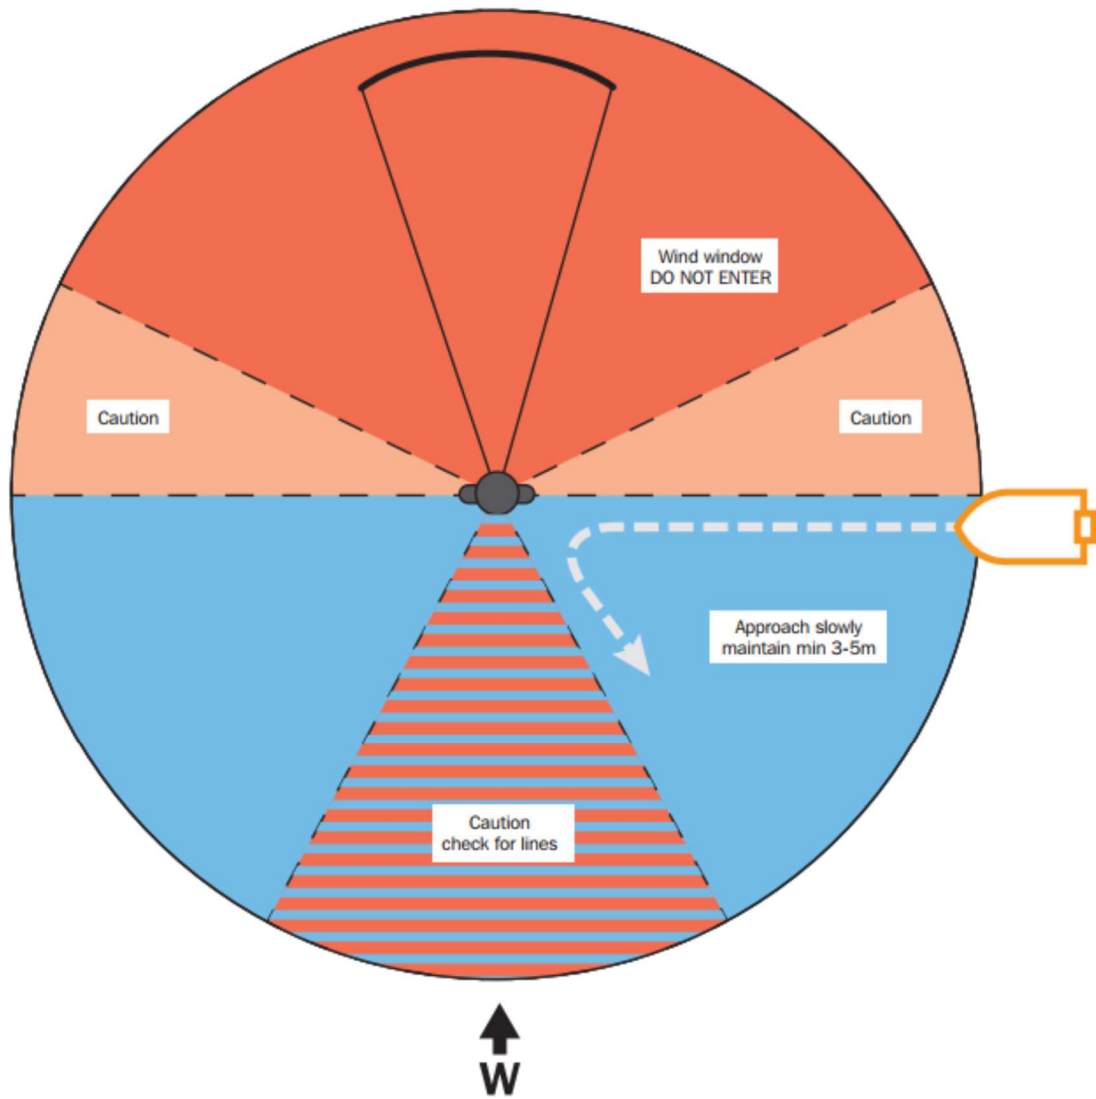 Wind window
DO NOT ENTER
Caution
Caution
Approach slowly
maintain min 3-5m
Caution
check for lines
W